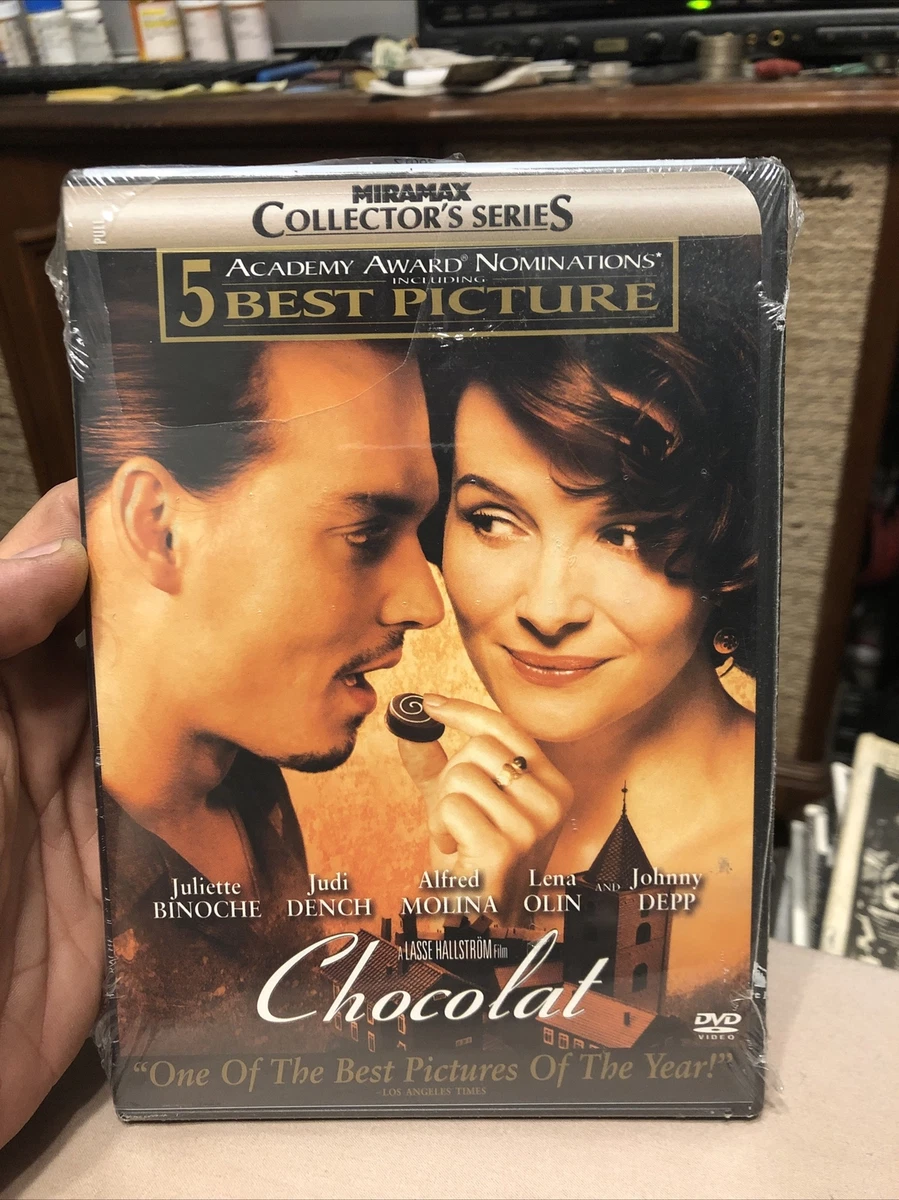 PULL
MIRAMAX
COLLECTOR'S SERIES
5 ACADEMY AWARD® NOMINATIONS*
INCLUDING
BEST PICTURE
Juliette BINOCHE
Judi DENCH
Alfred MOLINA
Lena OLIN
AND
Johnny DEPP
A LASSE HALLSTRÖM Film
Chocolat
DVD
VIDEO
"One Of The Best Pictures Of The Year!"
-LOS ANGELES TIMES